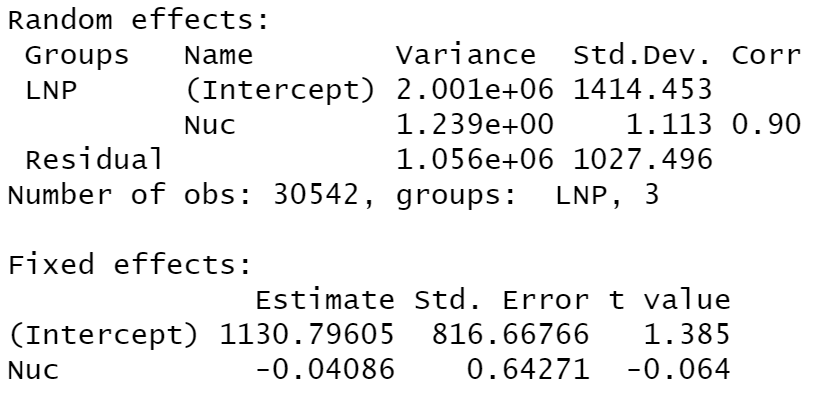 Random effects:
 Groups   Name        Variance  Std.Dev. Corr
 LNP      (Intercept) 2.001e+06 1414.453
          Nuc         1.239e+00    1.113 0.90
 Residual             1.056e+06 1027.496
Number of obs: 30542, groups:  LNP, 3

Fixed effects:
              Estimate Std. Error t value
(Intercept) 1130.79605  816.66766   1.385
Nuc           -0.04086    0.64271  -0.064